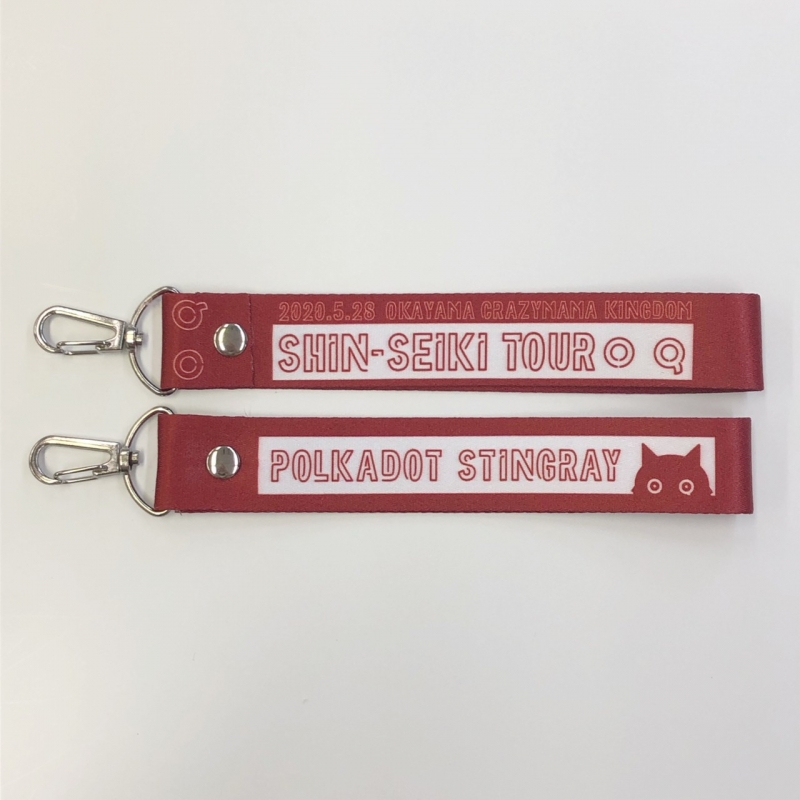 2020.5.28 OKAYAMA CRAZYMAMA KiNGDOM
SHiN-SEiKi TOUR
POLKADOT STiNGRAY